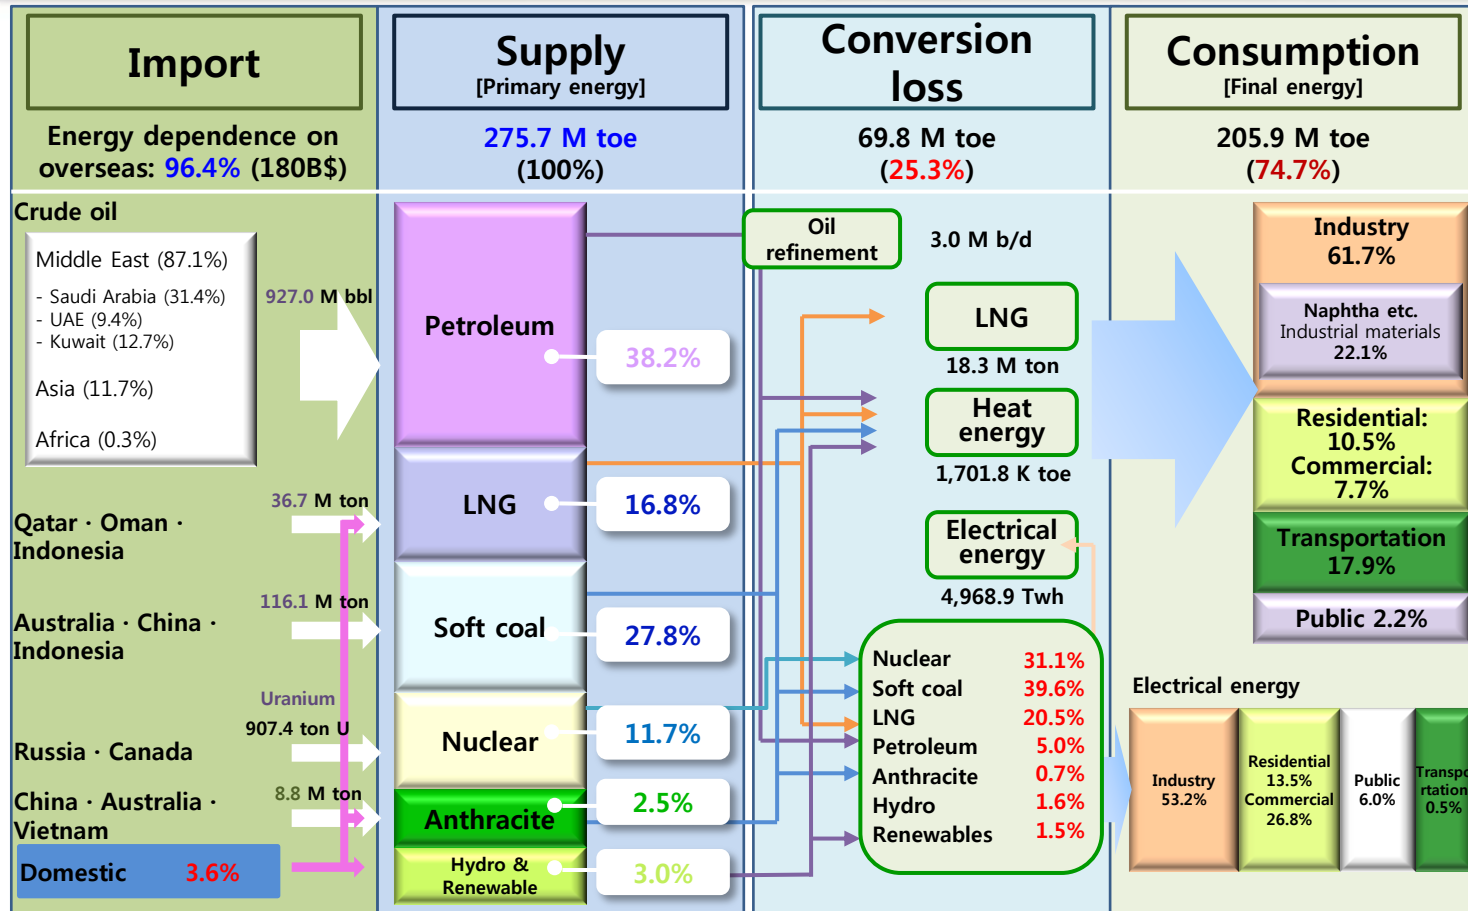 Import
Energy dependence on
overseas: 96.4% (180B$)
Crude oil
Middle East (87.1%)
- Saudi Arabia (31.4%)
- UAE (9.4%)
- Kuwait (12.7%)
Asia (11.7%)
Africa (0.3%)
927.0 M bbl
36.7 M ton
Qatar · Oman ·
Indonesia
116.1 M ton
Australia · China ·
Indonesia
Uranium
907.4 ton U
Russia · Canada
8.8 M ton
China · Australia ·
Vietnam
Domestic 3.6%
Supply
[Primary energy]
275.7 M toe
(100%)
Petroleum
38.2%
LNG
16.8%
Soft coal
27.8%
Nuclear
11.7%
Anthracite
2.5%
Hydro &
Renewable
3.0%
Conversion
loss
69.8 M toe
(25.3%)
Oil
refinement
3.0 M b/d
LNG
18.3 M ton
Heat
energy
1,701.8 K toe
Electrical
energy
4,968.9 Twh
Nuclear 31.1%
Soft coal 39.6%
LNG 20.5%
Petroleum 5.0%
Anthracite 0.7%
Hydro 1.6%
Renewables 1.5%
Consumption
[Final energy]
205.9 M toe
(74.7%)
Industry
61.7%
Naphtha etc.
Industrial materials
22.1%
Residential:
10.5%
Commercial:
7.7%
Transportation
17.9%
Public 2.2%
Electrical energy
Industry
53.2%
Residential
13.5%
Commercial
26.8%
Public
6.0%
Transpo
rtation
0.5%